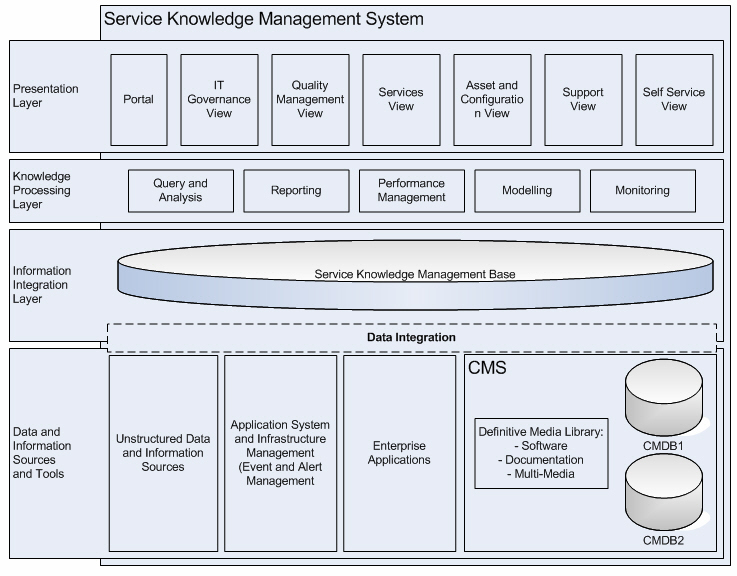 Service Knowledge Management System
Presentation
Layer
Portal
IT
Governance
View
Quality
Management
View
Services
View
Asset and
Configuratio
n View
Support
View
Self Service
View
Knowledge
Processing
Layer
Query and
Analysis
Reporting
Performance
Management
Modelling
Monitoring
Information
Integration
Layer
Service Knowledge Management Base
Data Integration
Data and
Information
Sources
and Tools
Unstructured Data
and Information
Sources
Application System
and Infrastructure
Management
(Event and Alert
Management
Enterprise
Applications
CMS
Definitive Media Library:
- Software
- Documentation
- Multi-Media
CMDB1
CMDB2